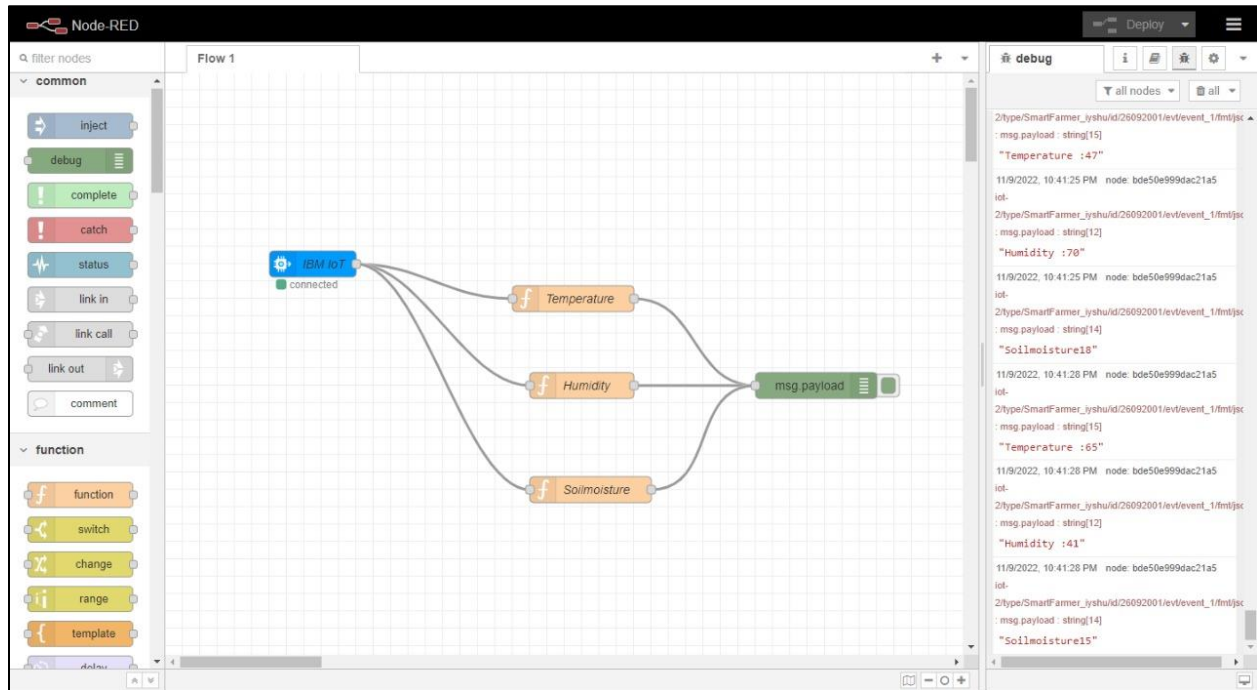 Node-RED
Deploy
filter nodes
Flow 1
debug
i
all nodes
all
common
inject
debug
complete
catch
status
link in
link call
link out
comment
function
function
switch
change
range
template
delay
IBM IoT
connected
Temperature
Humidity
Soilmoisture
msg.payload
2/type/SmartFarmer_iyshu/id/26092001/evt/event_1/fmt/jsc
: msg.payload : string[15]
"Temperature :47"
11/9/2022, 10:41:25 PM node: bde50e999dac21a5
iot-
2/type/SmartFarmer_iyshu/id/26092001/evt/event_1/fmt/jsc
: msg.payload : string[12]
"Humidity :70"
11/9/2022, 10:41:25 PM node: bde50e999dac21a5
iot-
2/type/SmartFarmer_iyshu/id/26092001/evt/event_1/fmt/jsc
: msg.payload : string[14]
"Soilmoisture18"
11/9/2022, 10:41:28 PM node: bde50e999dac21a5
iot-
2/type/SmartFarmer_iyshu/id/26092001/evt/event_1/fmt/jsc
: msg.payload : string[15]
"Temperature :65"
11/9/2022, 10:41:28 PM node: bde50e999dac21a5
iot-
2/type/SmartFarmer_iyshu/id/26092001/evt/event_1/fmt/jsc
: msg.payload : string[12]
"Humidity :41"
11/9/2022, 10:41:28 PM node: bde50e999dac21a5
iot-
2/type/SmartFarmer_iyshu/id/26092001/evt/event_1/fmt/jsc
: msg.payload : string[14]
"Soilmoisture15"